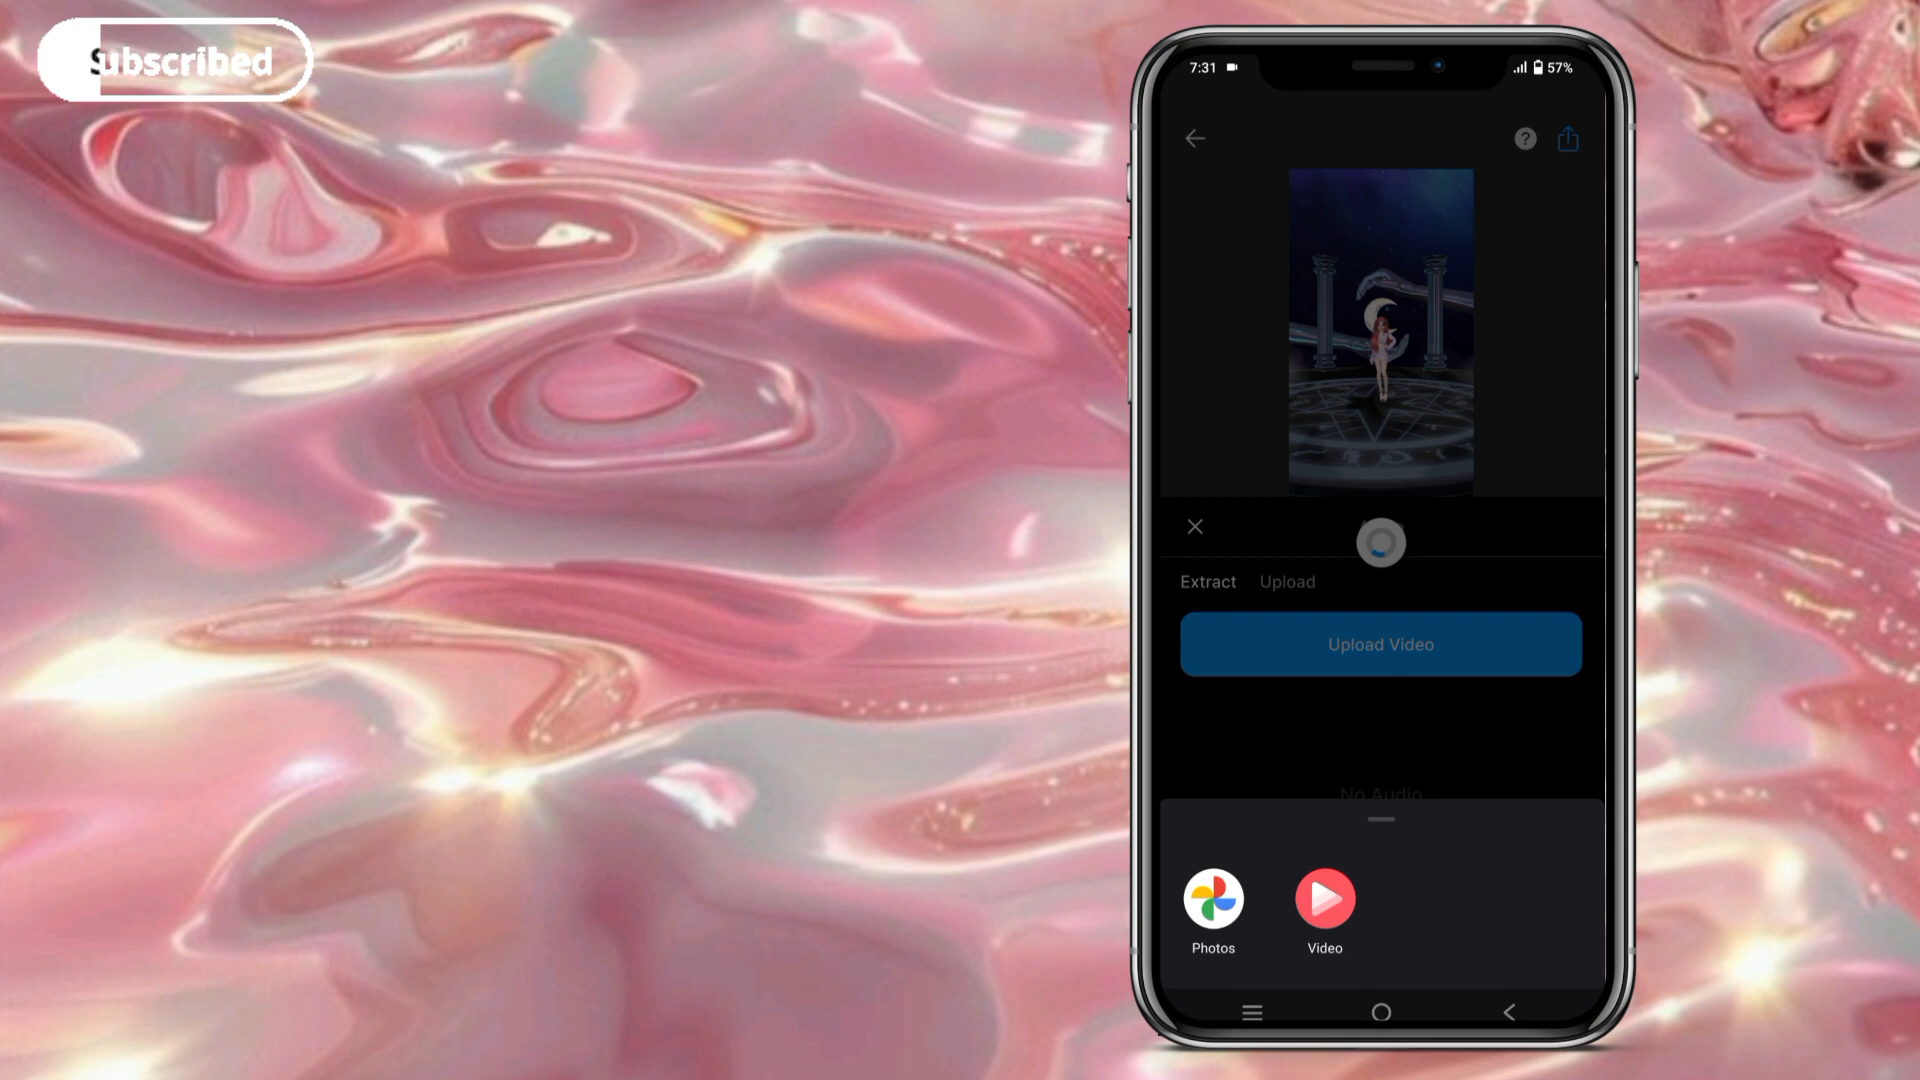 Subscribed
7:31
57%
?
Extract Upload
Upload Video
No Audio
Photos Video